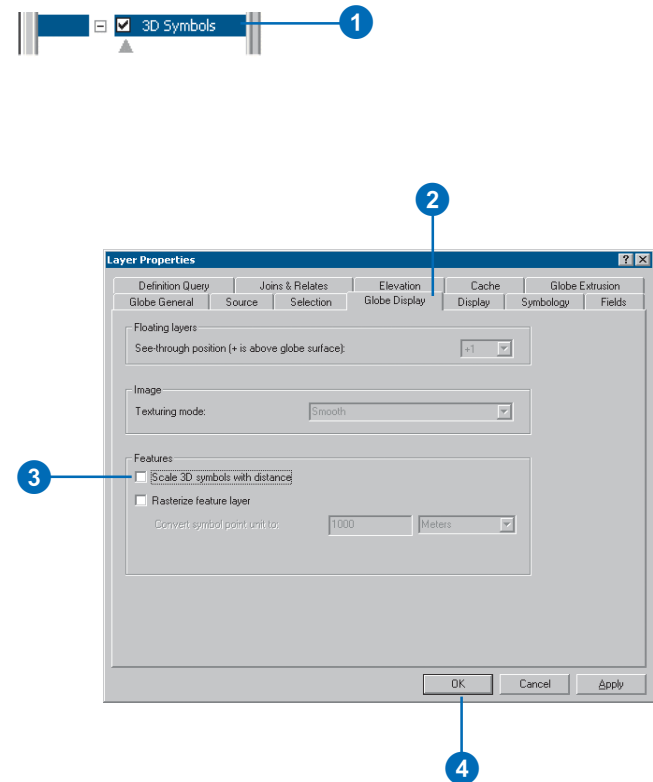 3D Symbols 1
2
Layer Properties
Definition Query Joins & Relates Elevation Cache Globe Extrusion
Globe General Source Selection Globe Display Display Symbology Fields
Floating layers
See-through position (+ is above globe surface): +1
Image
Texturing mode: Smooth
Features
3 Scale 3D symbols with distance
Rasterize feature layer
Convert symbol point unit to: 1000 Meters
OK Cancel Apply
4